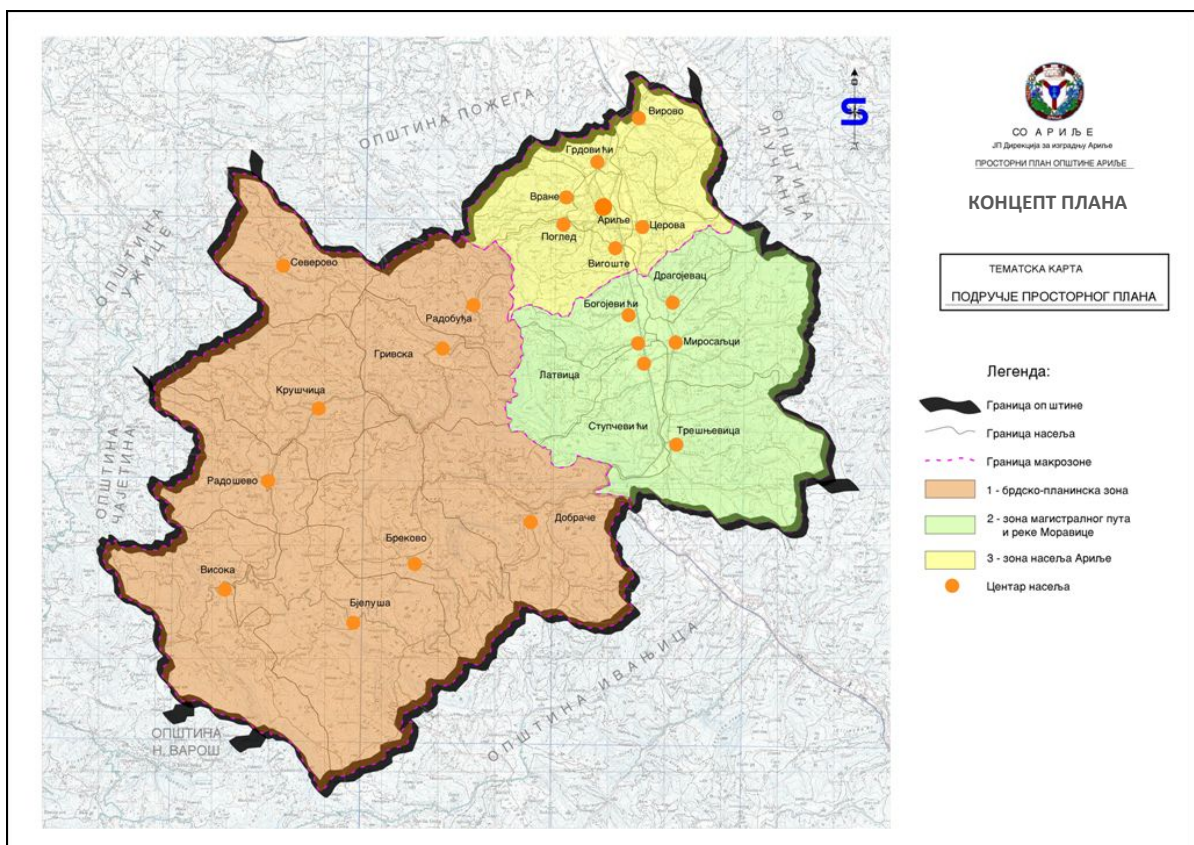 ОПШТИНА ПОЖЕГА
ОПШТИНА
ЛУЧАНИ
ОПШТИНА
УЖИЦЕ
ОПШТИНА
ЧАЈЕТИНА
ОПШТИНА
Н. ВАРОШ
ОПШТИНА ИВАЊИЦА
S
Вирово
Грдовићи
Вране
Ариље
Поглед
Церова
Вигоште
Драгојевац
Богојевићи
Миросаљци
Латвица
Ступчевићи
Трешњевица
Северово
Радобуђа
Гривска
Крушчица
Радошево
Добраче
Бреково
Висока
Бјелуша
СО АРИЉЕ
ЈП Дирекција за изградњу Ариље
ПРОСТОРНИ ПЛАН ОПШТИНЕ АРИЉЕ
КОНЦЕПТ ПЛАНА
ТЕМАТСКА КАРТА
ПОДРУЧЈЕ ПРОСТОРНОГ ПЛАНА
Легенда:
Граница општине
Граница насеља
Граница макрозоне
1 - брдско-планинска зона
2 - зона магистралног пута
и реке Моравице
3 - зона насеља Ариље
Центар насеља